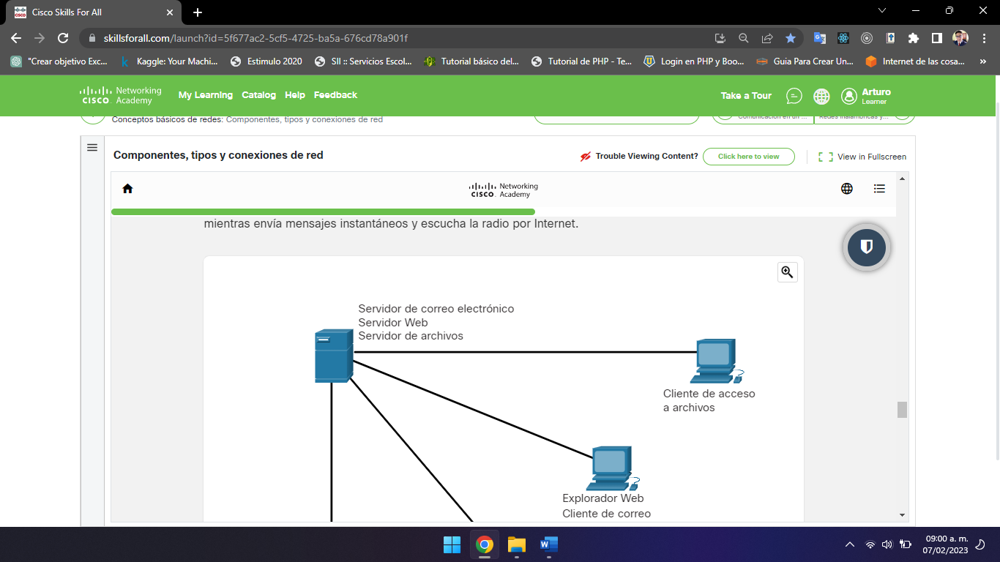 Cisco Skills For All
skillsforall.com/launch?id=5f677ac2-5cf5-4725-ba5a-676cd78a901f
"Crear objetivo Exc...
Kaggle: Your Machi...
Estimulo 2020
SII :: Servicios Escol...
Tutorial básico del...
Tutorial de PHP - Te...
Login en PHP y Boo...
Guia Para Crear Un...
Internet de las cosa...
»
CISCO Networking Academy
My Learning
Catalog
Help
Feedback
Take a Tour
Arturo
Learner
Conceptos básicos de redes: Componentes, tipos y conexiones de red
Comunicación en un ...
Redes inalámbricas y...
Componentes, tipos y conexiones de red
Trouble Viewing Content?
Click here to view
View in Fullscreen
CISCO Networking Academy
mientras envía mensajes instantáneos y escucha la radio por Internet.
Servidor de correo electrónico
Servidor Web
Servidor de archivos
Cliente de acceso
a archivos
Explorador Web
Cliente de correo
09:00 a. m.
07/02/2023